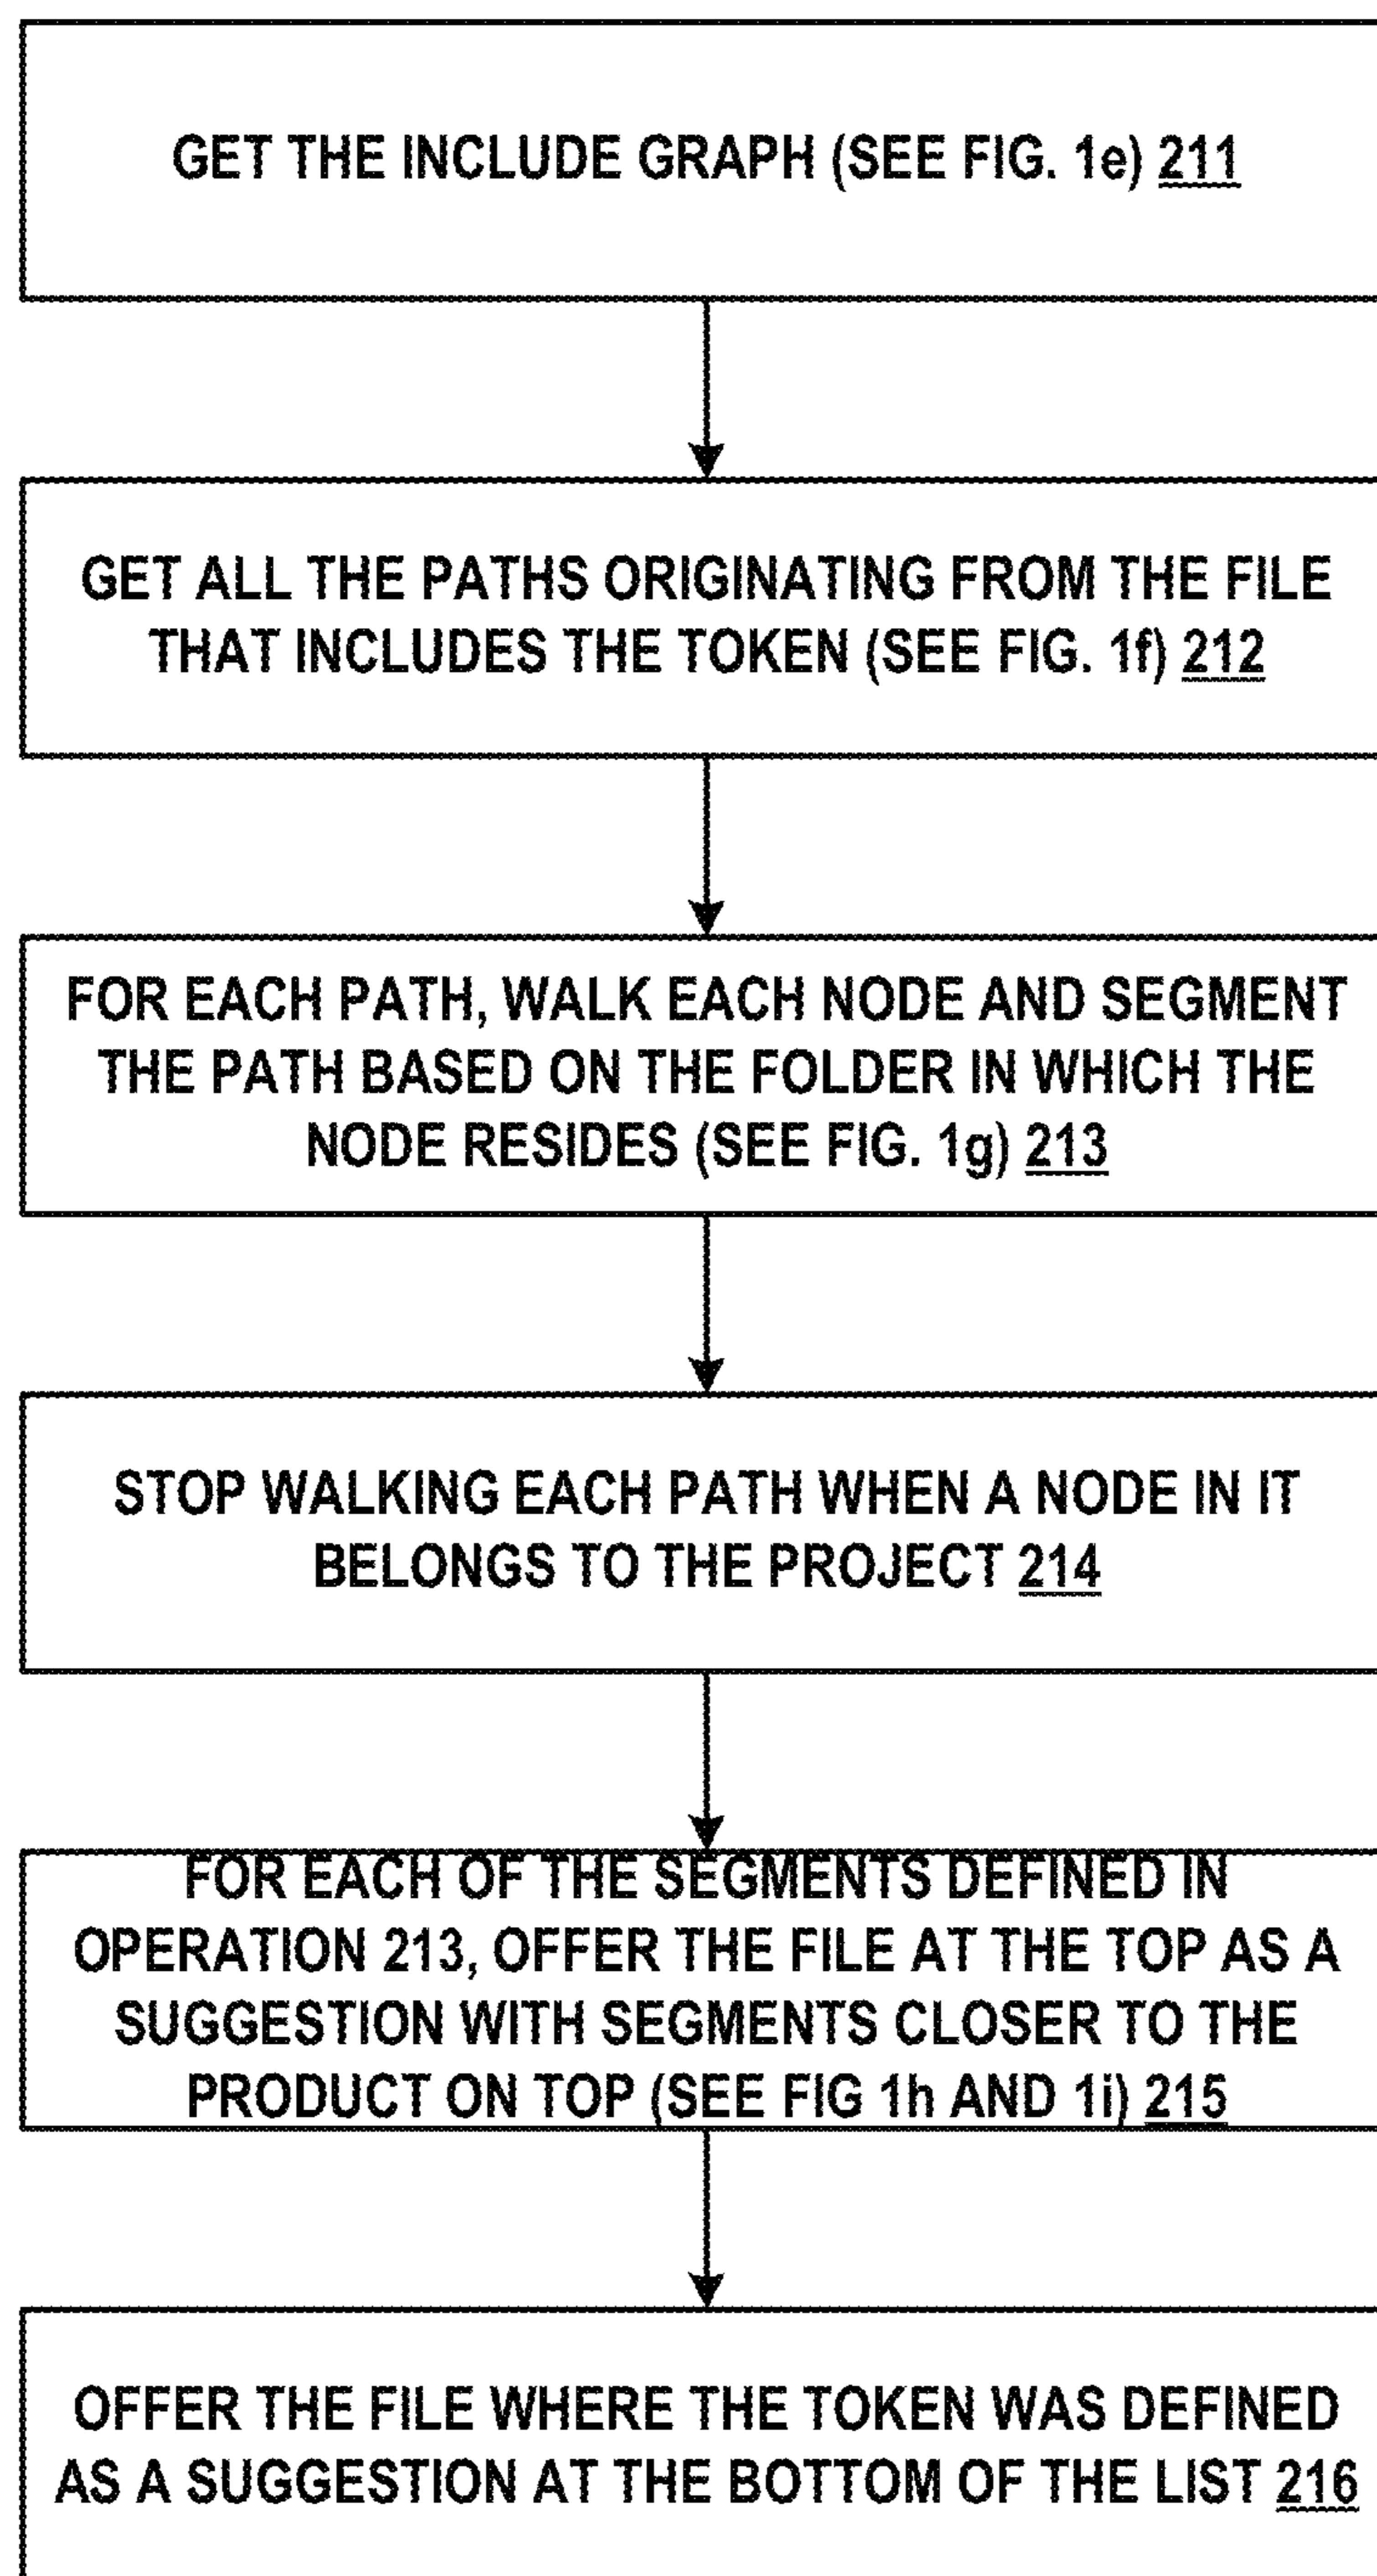 GET THE INCLUDE GRAPH (SEE FIG. 1e) 211
GET ALL THE PATHS ORIGINATING FROM THE FILE
THAT INCLUDES THE TOKEN (SEE FIG. 1f) 212
FOR EACH PATH, WALK EACH NODE AND SEGMENT
THE PATH BASED ON THE FOLDER IN WHICH THE
NODE RESIDES (SEE FIG. 1g) 213
STOP WALKING EACH PATH WHEN A NODE IN IT
BELONGS TO THE PROJECT 214
FOR EACH OF THE SEGMENTS DEFINED IN
OPERATION 213, OFFER THE FILE AT THE TOP AS A
SUGGESTION WITH SEGMENTS CLOSER TO THE
PRODUCT ON TOP (SEE FIG 1h AND 1i) 215
OFFER THE FILE WHERE THE TOKEN WAS DEFINED
AS A SUGGESTION AT THE BOTTOM OF THE LIST 216